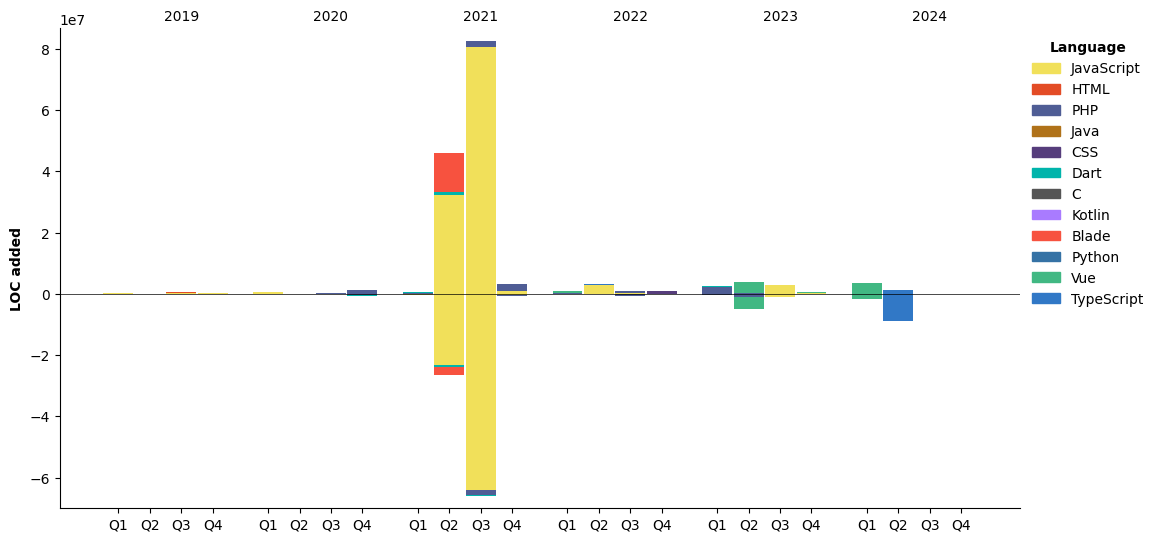 2019 2020 2021 2022 2023 2024
1e7
8
6
4
2
0
−2
−4
−6
LOC added
Q1 Q2 Q3 Q4 Q1 Q2 Q3 Q4 Q1 Q2 Q3 Q4 Q1 Q2 Q3 Q4 Q1 Q2 Q3 Q4 Q1 Q2 Q3 Q4
Language
JavaScript
HTML
PHP
Java
CSS
Dart
C
Kotlin
Blade
Python
Vue
TypeScript